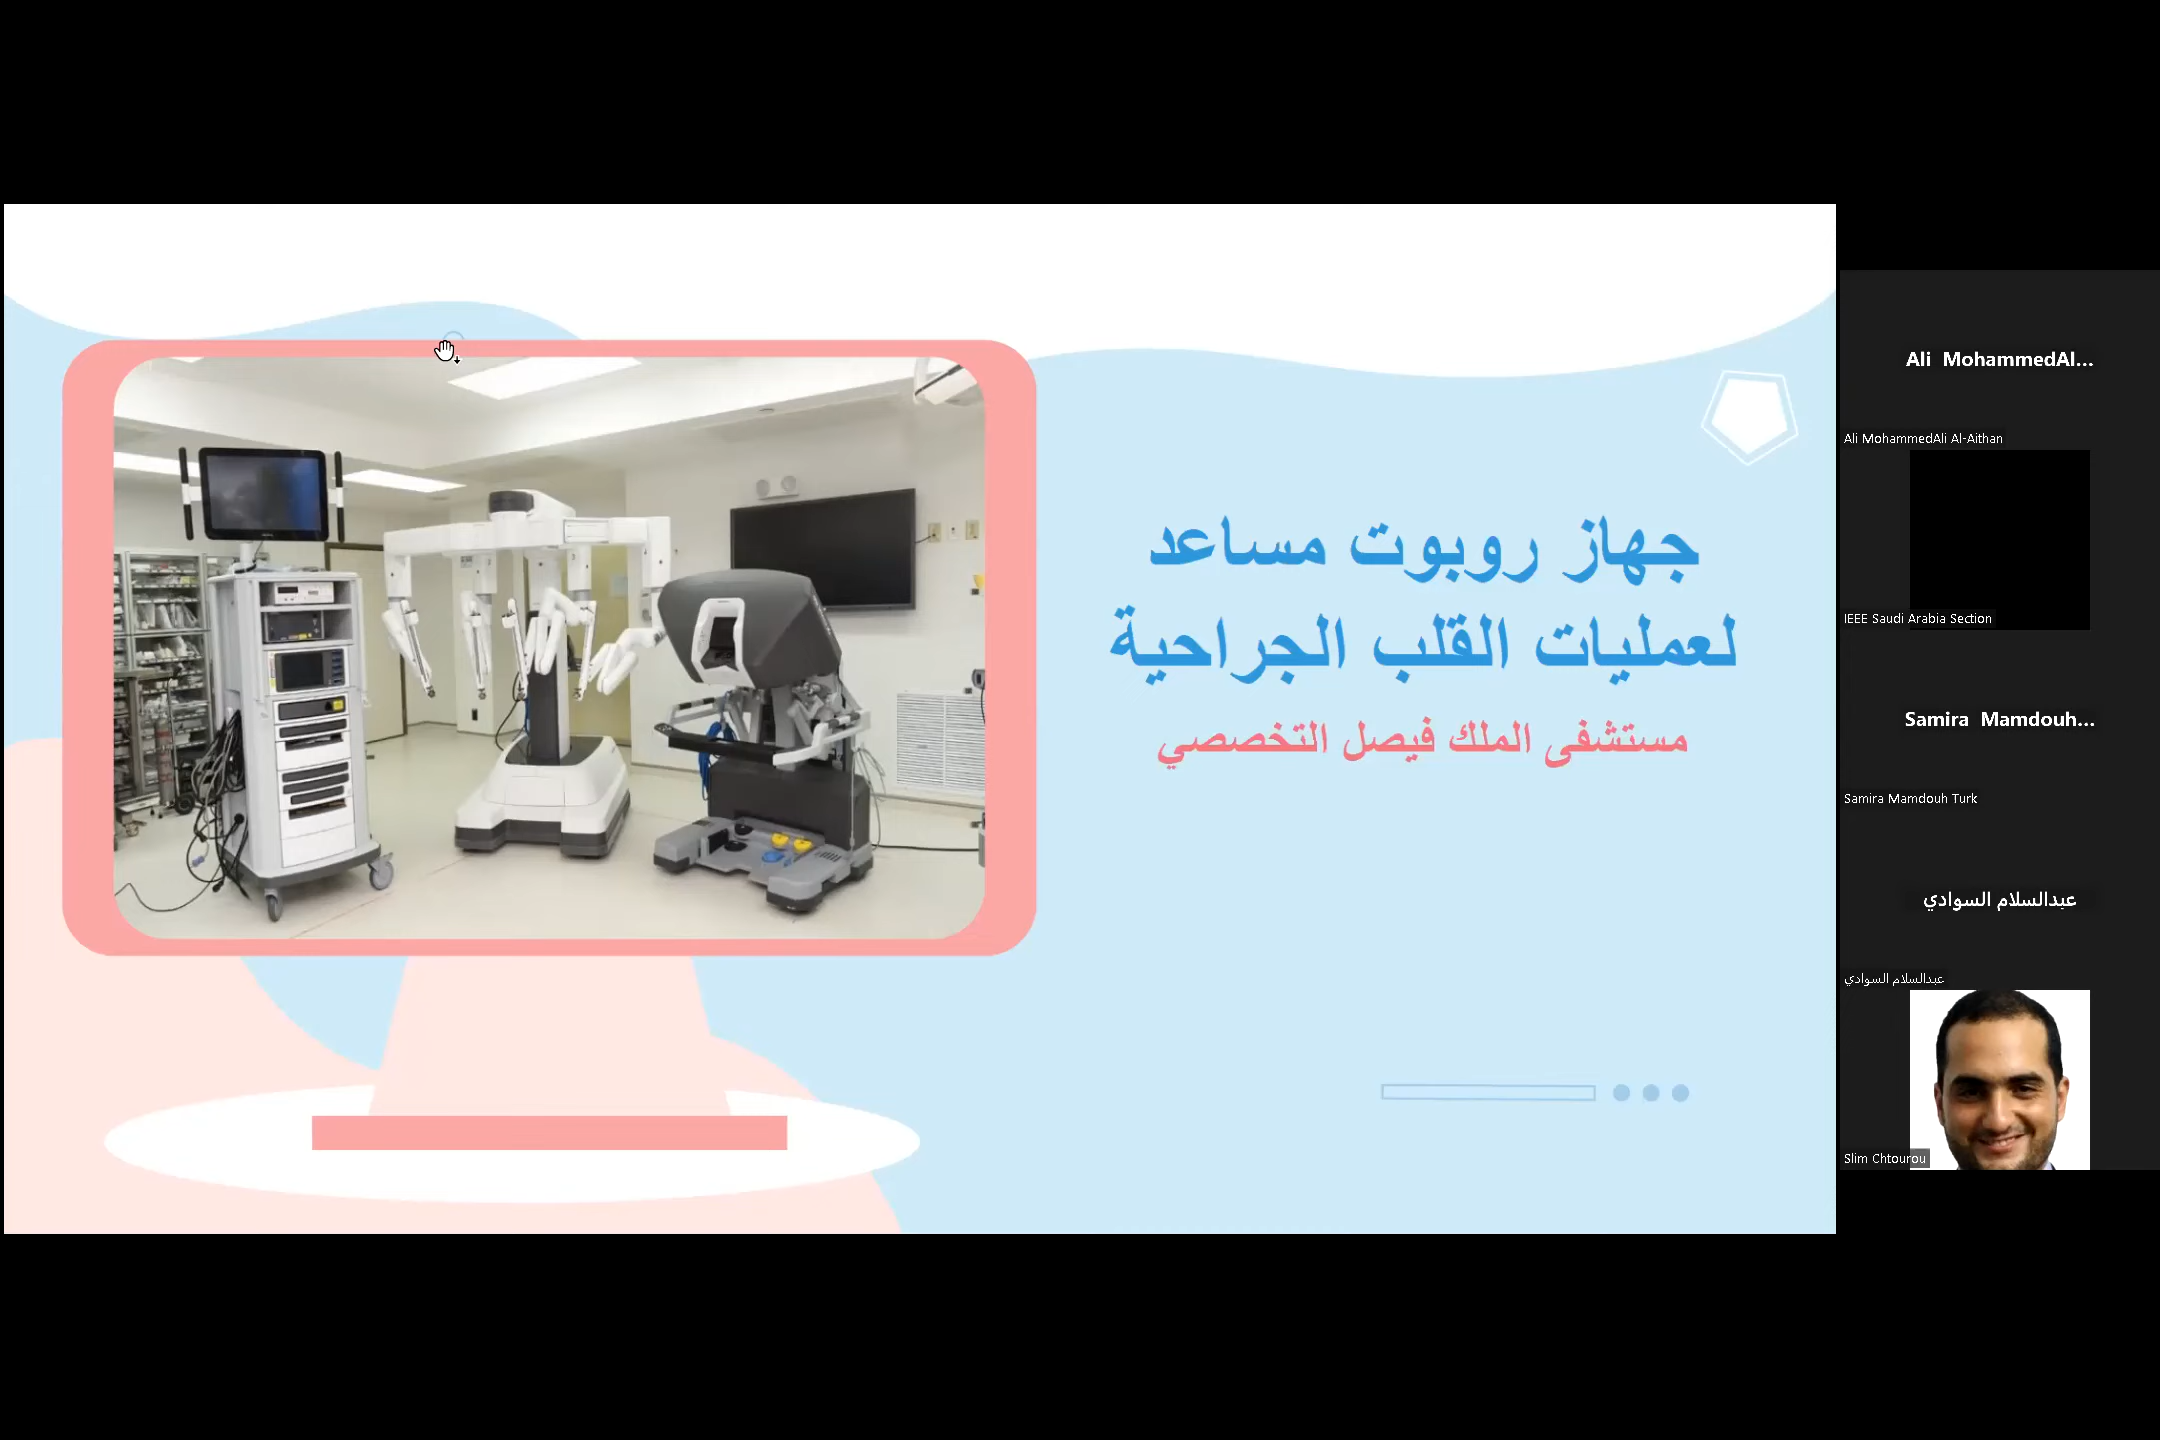 جهاز روبوت مساعد
لعمليات القلب الجراحية
مستشفى الملك فيصل التخصصي
Ali MohammedAl...
Ali MohammedAli Al-Aithan
IEEE Saudi Arabia Section
Samira Mamdouh...
Samira Mamdouh Turk
عبدالسلام السوادي
عبدالسلام السوادي
Slim Chtourou